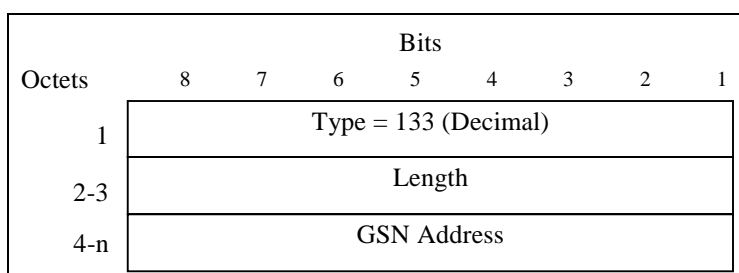 Bits
Octets 8 7 6 5 4 3 2 1
1 Type = 133 (Decimal)
2-3 Length
4-n GSN Address